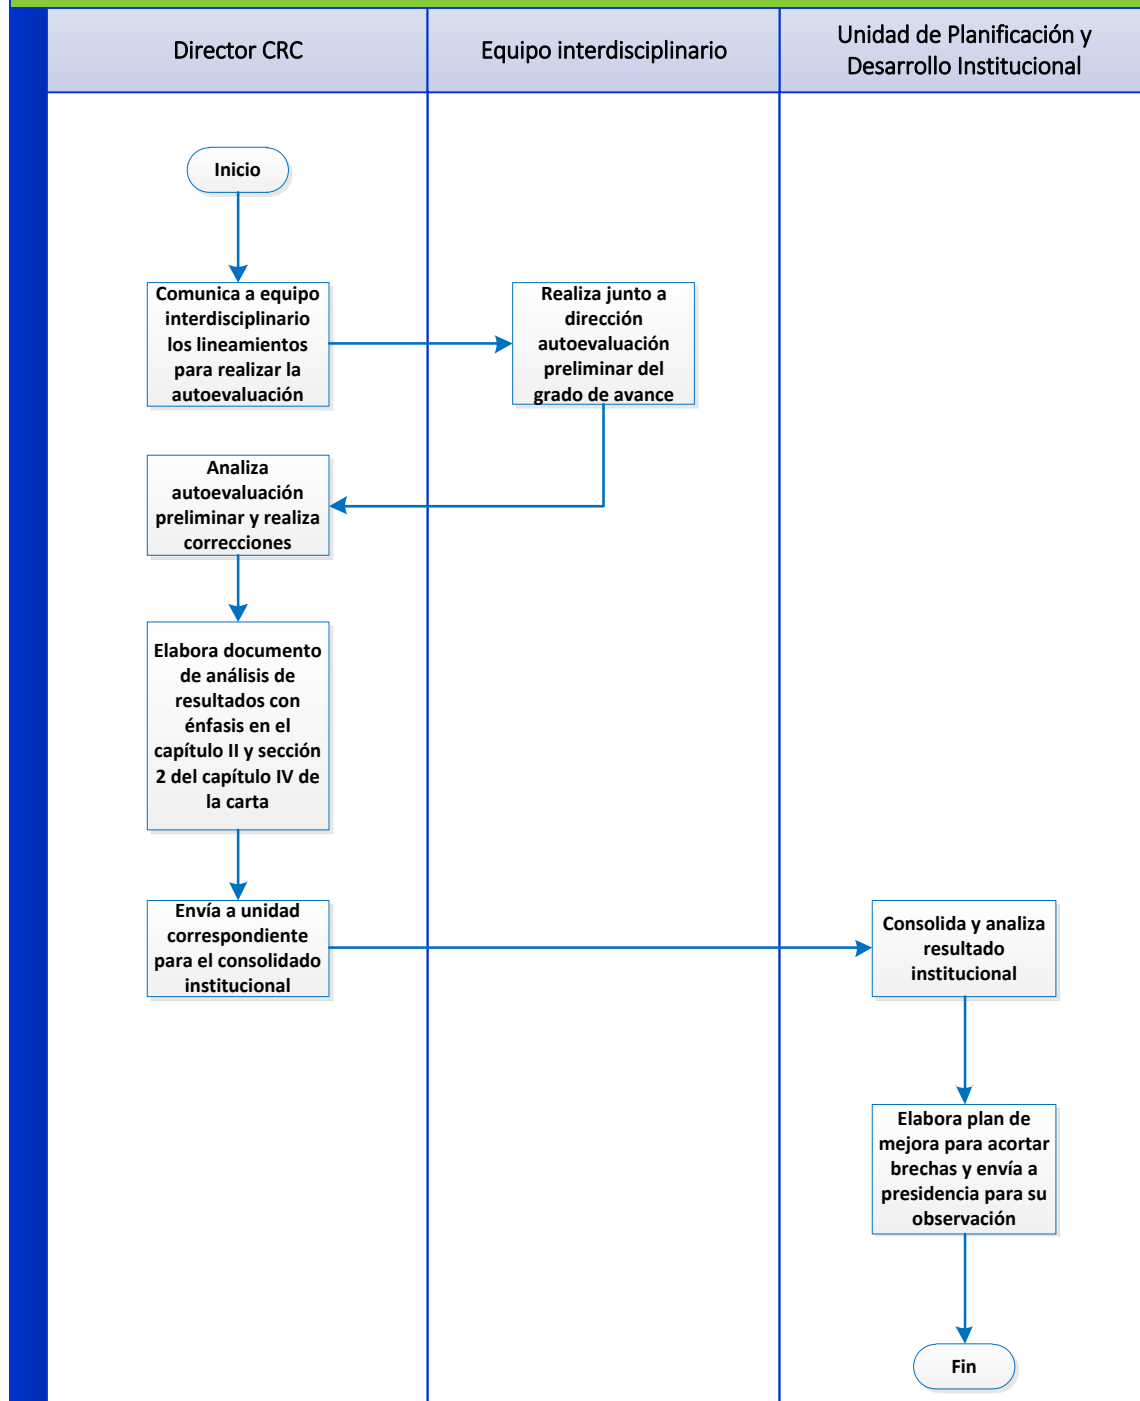 Director CRC
Equipo interdisciplinario
Unidad de Planificación y
Desarrollo Institucional
Inicio
Comunica a equipo
interdisciplinario
los lineamientos
para realizar la
autoevaluación
Realiza junto a
dirección
autoevaluación
preliminar del
grado de avance
Analiza
autoevaluación
preliminar y realiza
correcciones
Elabora documento
de análisis de
resultados con
énfasis en el
capítulo II y sección
2 del capítulo IV de
la carta
Envía a unidad
correspondiente
para el consolidado
institucional
Consolida y analiza
resultado
institucional
Elabora plan de
mejora para acortar
brechas y envía a
presidencia para su
observación
Fin